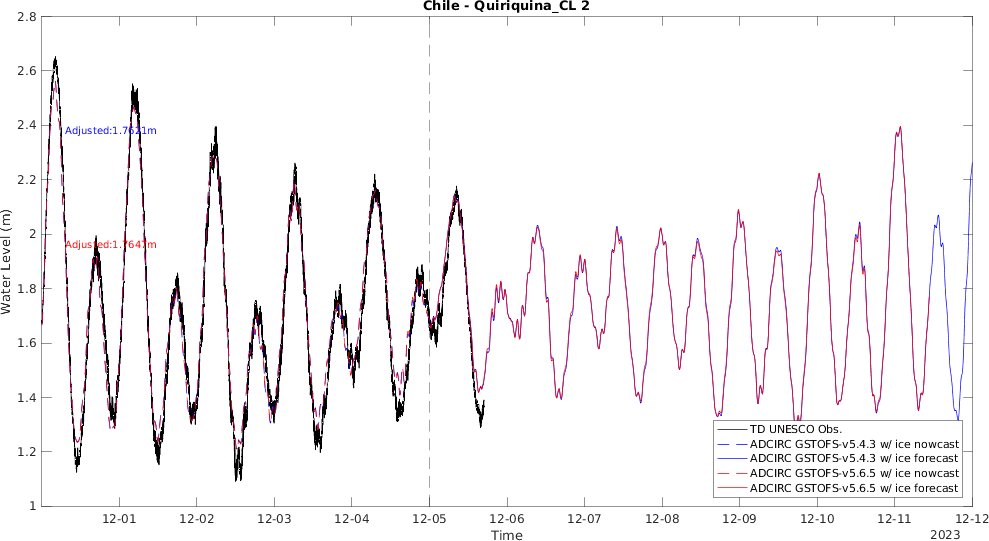 Chile - Quiriquina_CL 2
2.8
2.6
2.4
2.2
2
1.8
1.6
1.4
1.2
1
Water Level (m)
Adjusted:1.7621m
Adjusted:1.7647m
12-01
12-02
12-03
12-04
12-05
12-06
12-07
12-08
12-09
12-10
12-11
12-12
Time
2023
TD UNESCO Obs.
ADCIRC GSTOFS-v5.4.3 w/ ice nowcast
ADCIRC GSTOFS-v5.4.3 w/ ice forecast
ADCIRC GSTOFS-v5.6.5 w/ ice nowcast
ADCIRC GSTOFS-v5.6.5 w/ ice forecast